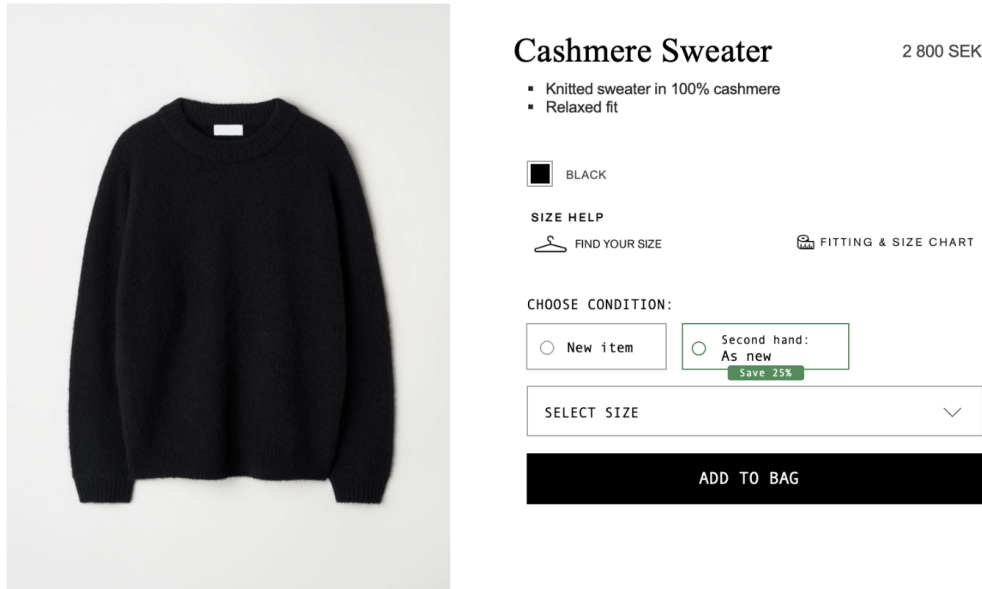 Cashmere Sweater
2 800 SEK
Knitted sweater in 100% cashmere
Relaxed fit
BLACK
SIZE HELP
FIND YOUR SIZE
FITTING & SIZE CHART
CHOOSE CONDITION:
New item
Second hand:
As new
Save 25%
SELECT SIZE
ADD TO BAG